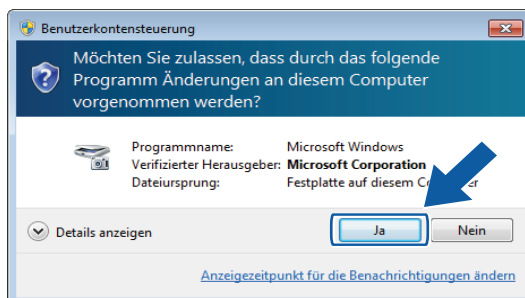 Benutzerkontensteuerung
Möchten Sie zulassen, dass durch das folgende
Programm Änderungen an diesem Computer
vorgenommen werden?
Programmname: Microsoft Windows
Verifizierter Herausgeber: Microsoft Corporation
Dateiursprung: Festplatte auf diesem
Details anzeigen Ja Nein
Anzeigezeitpunkt für die Benachrichtigungen ändern